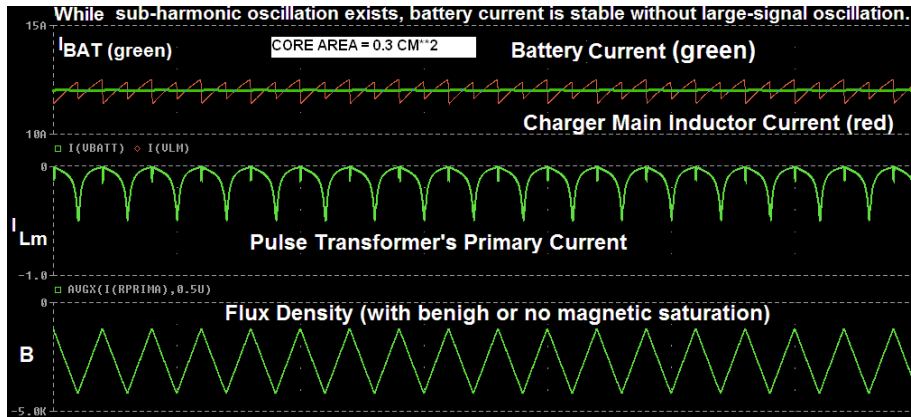 While sub-harmonic oscillation exists, battery current is stable without large-signal oscillation.
15A
IBAT (green)
CORE AREA = 0.3 CM**2
Battery Current (green)
Charger Main Inductor Current (red)
10A
I(VBATT) I(VLM)
0
ILm
Pulse Transformer's Primary Current
-1.0
AVGX(I(RPRIMA),0.5U)
0
Flux Density (with benigh or no magnetic saturation)
B
-5.0K